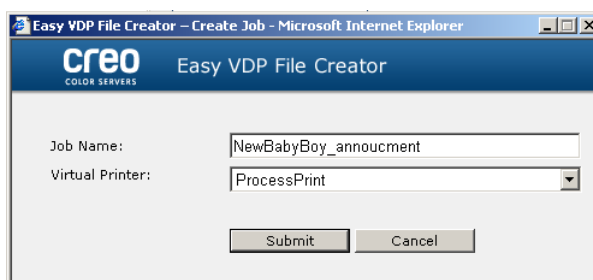 Easy VDP File Creator – Create Job - Microsoft Internet Explorer
creo Easy VDP File Creator
COLOR SERVERS
Job Name: NewBabyBoy_annoucment
Virtual Printer: ProcessPrint
Submit Cancel